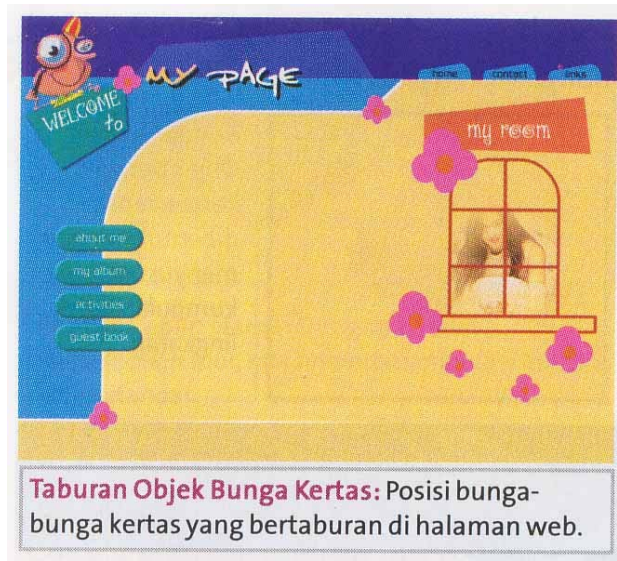 MY PAGE
home contact links
WELCOME
to
my room
about me
my album
activities
guest book
Taburan Objek Bunga Kertas: Posisi bunga-
bunga kertas yang bertaburan di halaman web.